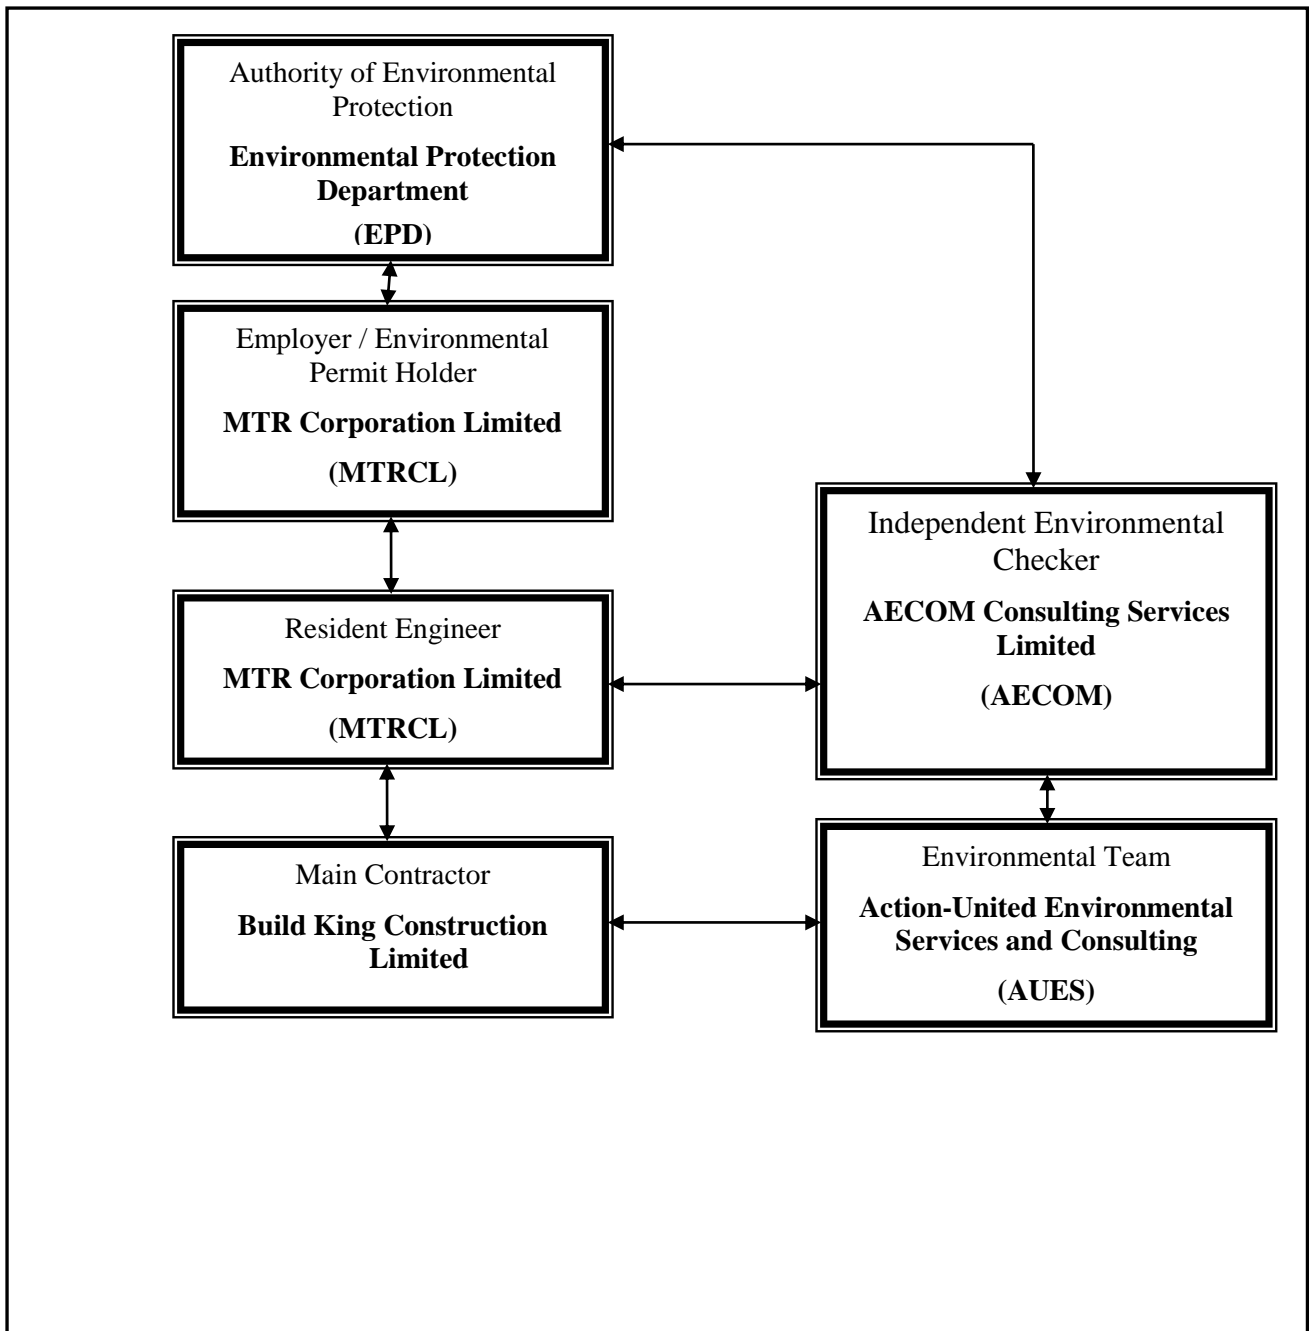 Authority of Environmental
Protection
Environmental Protection
Department
(EPD)
Employer / Environmental
Permit Holder
MTR Corporation Limited
(MTRCL)
Independent Environmental
Checker
AECOM Consulting Services
Limited
(AECOM)
Resident Engineer
MTR Corporation Limited
(MTRCL)
Main Contractor
Build King Construction
Limited
Environmental Team
Action-United Environmental
Services and Consulting
(AUES)